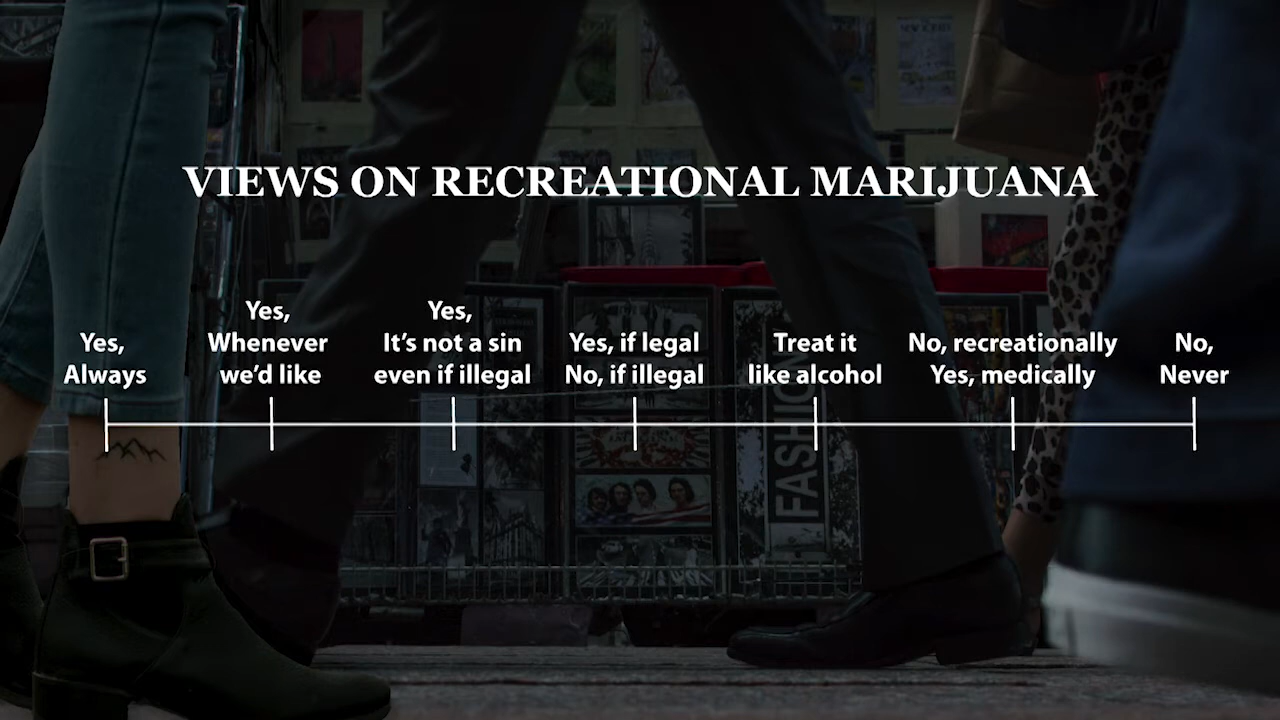 VIEWS ON RECREATIONAL MARIJUANA
Yes,
Always
Yes,
Whenever
we'd like
Yes,
It's not a sin
even if illegal
Yes, if legal
No, if illegal
Treat it
like alcohol
No, recreationally
Yes, medically
No,
Never
FASHION